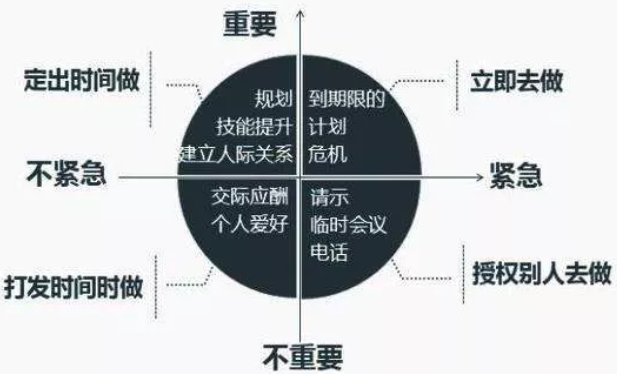 重要
定出时间做
立即去做
规划
技能提升
建立人际关系
到期限的
计划
危机
不紧急
紧急
交际应酬
个人爱好
请示
临时会议
电话
打发时间时做
授权别人去做
不重要